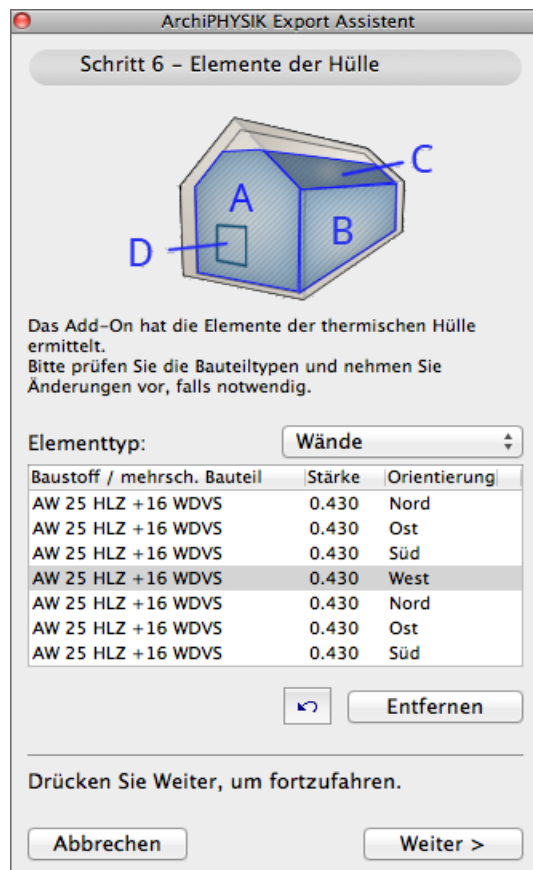 ArchiPHYSIK Export Assistent
Schritt 6 – Elemente der Hülle
C
A
B
D
Das Add-On hat die Elemente der thermischen Hülle
ermittelt.
Bitte prüfen Sie die Bauteiltypen und nehmen Sie
Änderungen vor, falls notwendig.
Elementtyp: Wände
Baustoff / mehrsch. Bauteil Stärke Orientierung
AW 25 HLZ +16 WDVS 0.430 Nord
AW 25 HLZ +16 WDVS 0.430 Ost
AW 25 HLZ +16 WDVS 0.430 Süd
AW 25 HLZ +16 WDVS 0.430 West
AW 25 HLZ +16 WDVS 0.430 Nord
AW 25 HLZ +16 WDVS 0.430 Ost
AW 25 HLZ +16 WDVS 0.430 Süd
Entfernen
Drücken Sie Weiter, um fortzufahren.
Abbrechen Weiter >